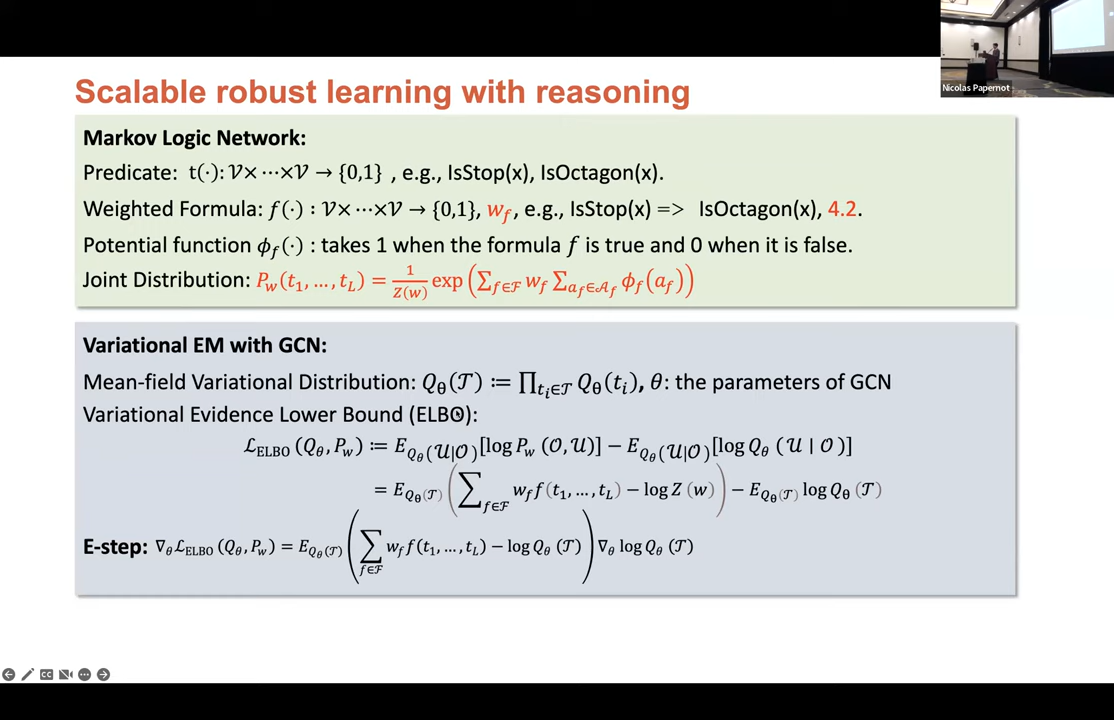 Nicolas Papernot
Scalable robust learning with reasoning
Markov Logic Network:
Predicate: t(·): 𝒱× ⋯×𝒱 → {0,1} , e.g., IsStop(x), IsOctagon(x).
Weighted Formula: 𝑓(·) : 𝒱× ⋯×𝒱 → {0,1}, 𝑤_𝑓, e.g., IsStop(x) => IsOctagon(x), 4.2.
Potential function 𝜙_𝑓(·) : takes 1 when the formula 𝑓 is true and 0 when it is false.
Joint Distribution: 𝑃_𝑤(𝑡_1, … , 𝑡_𝐿) = 1/𝑍(𝑤) exp(∑_{𝑓∈ℱ} 𝑤_𝑓 ∑_{𝑎_𝑓∈𝒜_𝑓} 𝜙_𝑓(𝑎_𝑓))
Variational EM with GCN:
Mean-field Variational Distribution: 𝑄_θ(𝒯) ≔ ∏_{𝑡_𝑖∈𝒯} 𝑄_θ(𝑡_𝑖), 𝜃: the parameters of GCN
Variational Evidence Lower Bound (ELBO):
ℒ_ELBO (𝑄_𝜃, 𝑃_𝑤) ≔ 𝐸_{𝑄_𝜃(𝒰|𝒪)}[log 𝑃_𝑤 (𝒪, 𝒰)] − 𝐸_{𝑄_𝜃(𝒰|𝒪)}[log 𝑄_𝜃 (𝒰 ∣ 𝒪)]
= 𝐸_{𝑄_θ(𝒯)} (∑_{𝑓∈ℱ} 𝑤_𝑓 𝑓(𝑡_1, … , 𝑡_𝐿) − log 𝑍 (𝑤)) − 𝐸_{𝑄_θ(𝒯)} log 𝑄_θ (𝒯)
E-step: ∇_𝜃 ℒ_ELBO (𝑄_𝜃, 𝑃_𝑤) = 𝐸_{𝑄_θ(𝒯)} (∑_{𝑓∈ℱ} 𝑤_𝑓 𝑓(𝑡_1, … , 𝑡_𝐿) − log 𝑄_𝜃 (𝒯)) ∇_𝜃 log 𝑄_𝜃 (𝒯)
CC